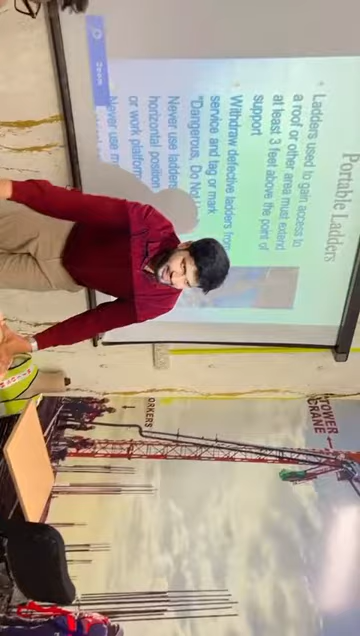 Portable Ladders
Ladders used to gain access to
a roof or other area must extend
at least 3 feet above the point of
support
Withdraw defective ladders from
service and tag or mark
"Dangerous, Do Not
Never use ladders
horizontal position
or work platform
Never use m
TOWER
CRANE
ORKERS